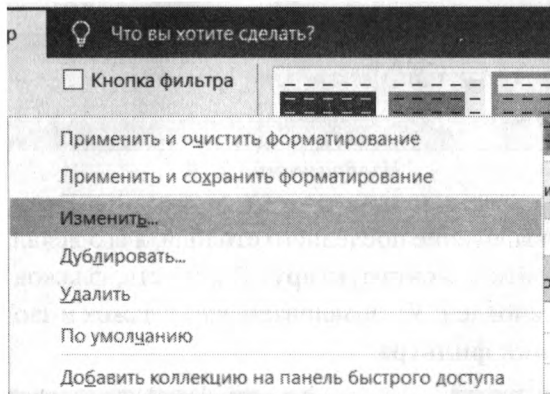 р
Что вы хотите сделать?
Кнопка фильтра
Применить и очистить форматирование
Применить и сохранить форматирование
Изменить...
Дублировать...
Удалить
По умолчанию
Добавить коллекцию на панель быстрого доступа